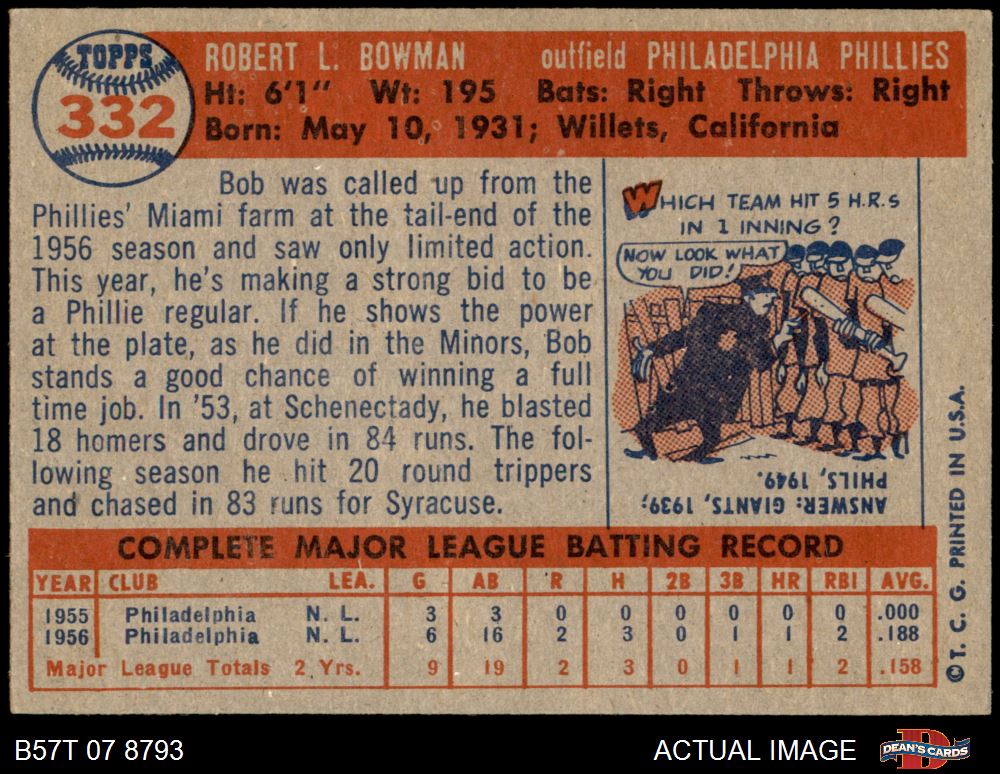 TOPPS
332
ROBERT L. BOWMAN outfield PHILADELPHIA PHILLIES
Ht: 6'1" Wt: 195 Bats: Right Throws: Right
Born: May 10, 1931; Willets, California
Bob was called up from the
Phillies' Miami farm at the tail-end of the
1956 season and saw only limited action.
This year, he's making a strong bid to be
a Phillie regular. If he shows the power
at the plate, as he did in the Minors, Bob
stands a good chance of winning a full
time job. In '53, at Schenectady, he blasted
18 homers and drove in 84 runs. The fol-
lowing season he hit 20 round trippers
and chased in 83 runs for Syracuse.
WHICH TEAM HIT 5 H.R.s
IN 1 INNING?
NOW LOOK WHAT
YOU DID!
ANSWER: GIANTS, 1939;
PHILS, 1949.
© T. C. G. PRINTED IN U.S.A.
COMPLETE MAJOR LEAGUE BATTING RECORD
YEAR CLUB LEA. G AB R H 2B 3B HR RBI AVG.
1955 Philadelphia N. L. 3 3 0 0 0 0 0 0 .000
1956 Philadelphia N. L. 6 16 2 3 0 1 1 2 .188
Major League Totals 2 Yrs. 9 19 2 3 0 1 1 2 .158
B57T 07 8793 ACTUAL IMAGE
DEAN'S CARDS